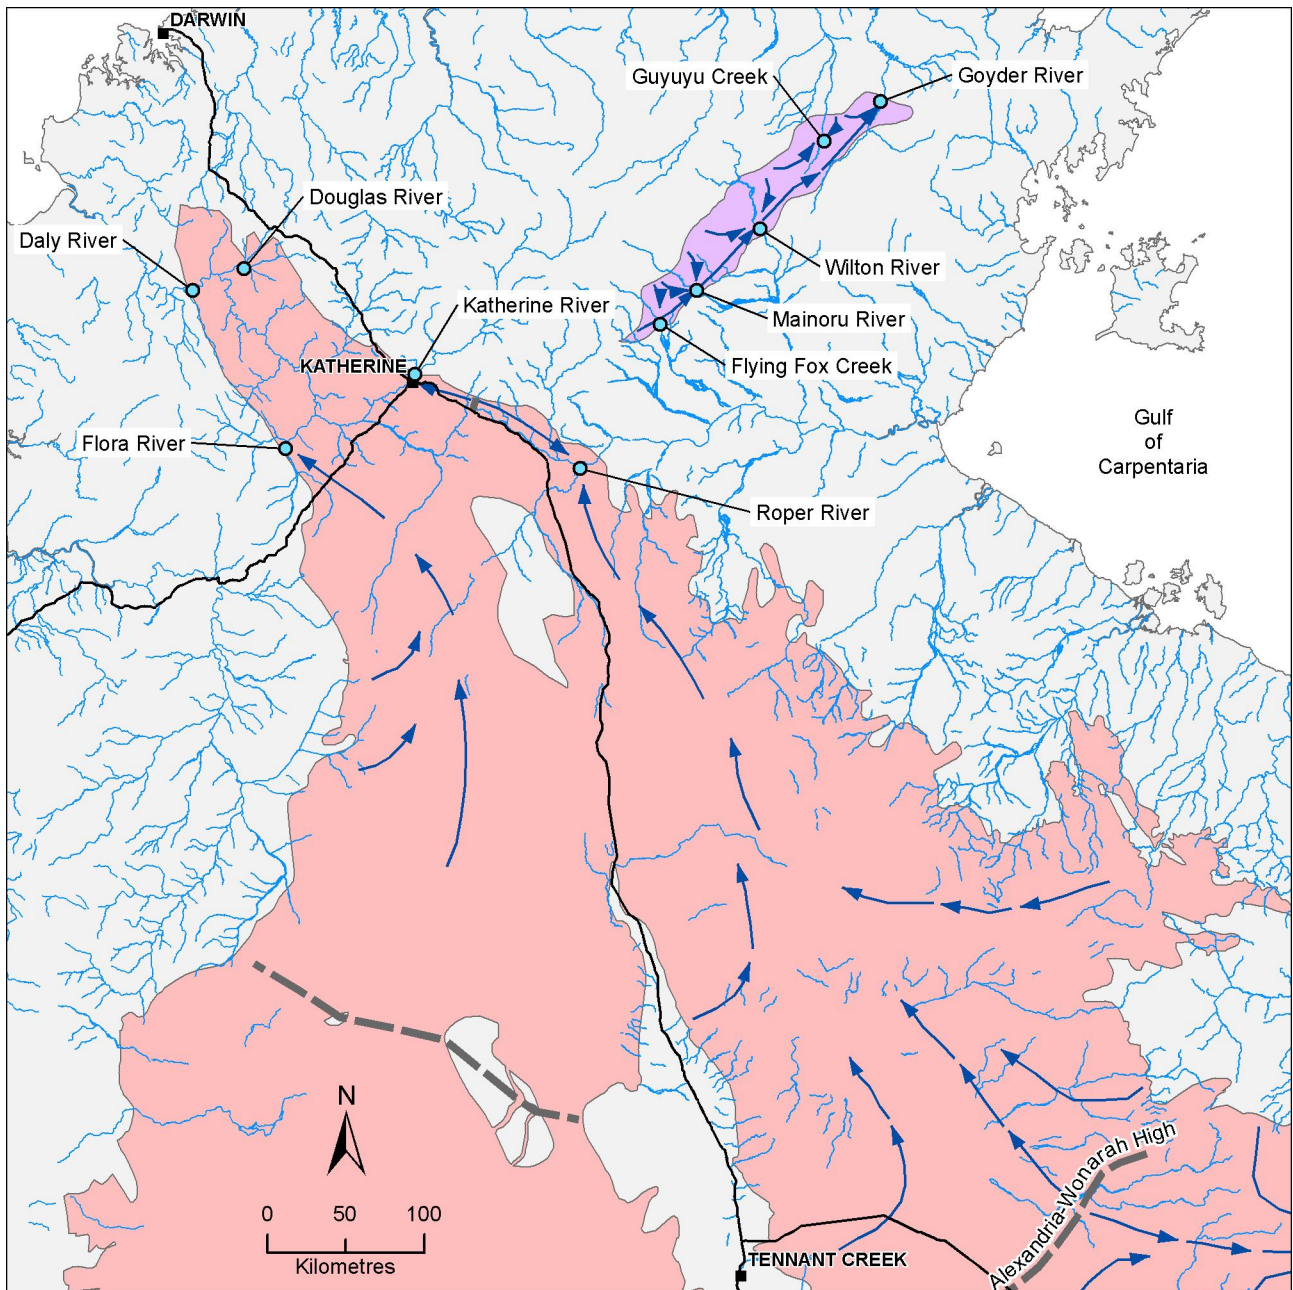 DARWIN
Guyuyu Creek
Goyder River
Douglas River
Daly River
Wilton River
Katherine River
Mainoru River
KATHERINE
Flying Fox Creek
Flora River
Gulf
of
Carpentaria
Roper River
N
0 50 100
Kilometres
Alexandria-Wonarah High
TENNANT CREEK